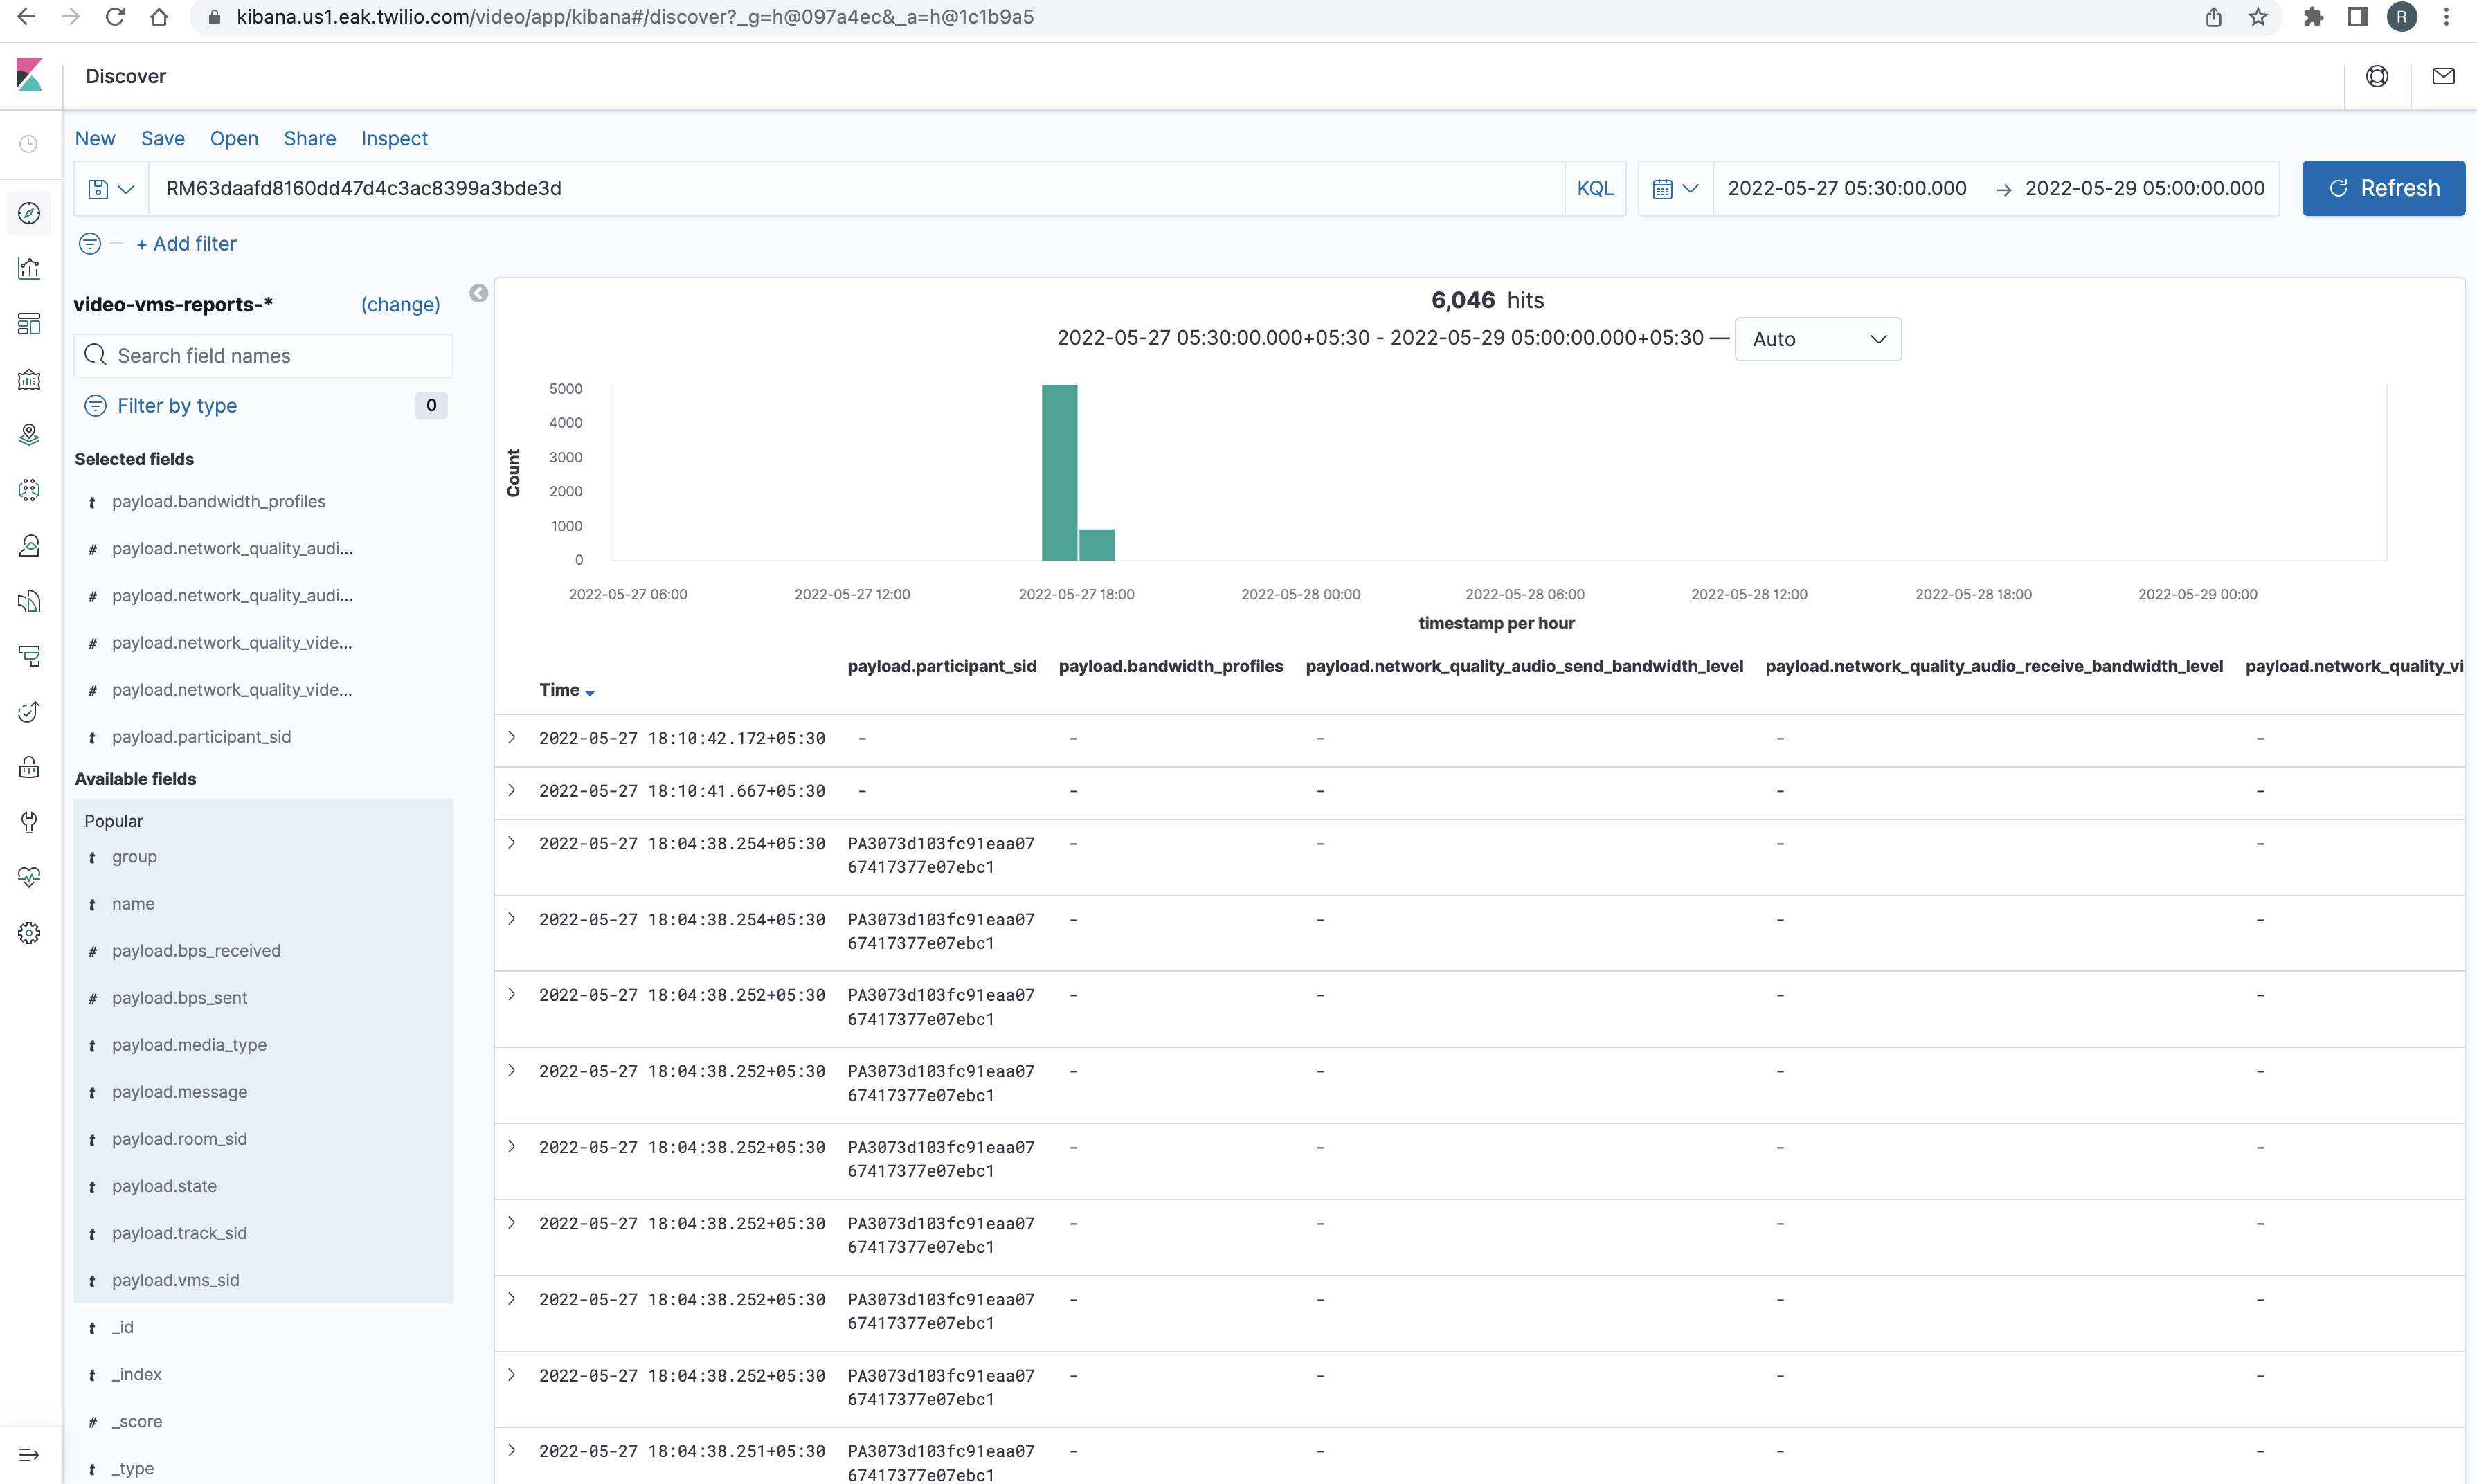 kibana.us1.eak.twilio.com/video/app/kibana#/discover?_g=h@097a4ec&_a=h@1c1b9a5
R
Discover
New Save Open Share Inspect
RM63daafd8160dd47d4c3ac8399a3bde3d KQL 2022-05-27 05:30:00.000 → 2022-05-29 05:00:00.000 Refresh
+ Add filter
video-vms-reports-* (change)
Search field names
Filter by type 0
Selected fields
t payload.bandwidth_profiles
# payload.network_quality_audi...
# payload.network_quality_audi...
# payload.network_quality_vide...
# payload.network_quality_vide...
t payload.participant_sid
Available fields
Popular
t group
t name
# payload.bps_received
# payload.bps_sent
t payload.media_type
t payload.message
t payload.room_sid
t payload.state
t payload.track_sid
t payload.vms_sid
t _id
t _index
# _score
t _type
6,046 hits
2022-05-27 05:30:00.000+05:30 - 2022-05-29 05:00:00.000+05:30 — Auto
Count
5000
4000
3000
2000
1000
0
2022-05-27 06:00 2022-05-27 12:00 2022-05-27 18:00 2022-05-28 00:00 2022-05-28 06:00 2022-05-28 12:00 2022-05-28 18:00 2022-05-29 00:00
timestamp per hour
Time payload.participant_sid payload.bandwidth_profiles payload.network_quality_audio_send_bandwidth_level payload.network_quality_audio_receive_bandwidth_level payload.network_quality_vi
2022-05-27 18:10:42.172+05:30 - - - - -
2022-05-27 18:10:41.667+05:30 - - - - -
2022-05-27 18:04:38.254+05:30 PA3073d103fc91eaa07 - - - -
67417377e07ebc1
2022-05-27 18:04:38.254+05:30 PA3073d103fc91eaa07 - - - -
67417377e07ebc1
2022-05-27 18:04:38.252+05:30 PA3073d103fc91eaa07 - - - -
67417377e07ebc1
2022-05-27 18:04:38.252+05:30 PA3073d103fc91eaa07 - - - -
67417377e07ebc1
2022-05-27 18:04:38.252+05:30 PA3073d103fc91eaa07 - - - -
67417377e07ebc1
2022-05-27 18:04:38.252+05:30 PA3073d103fc91eaa07 - - - -
67417377e07ebc1
2022-05-27 18:04:38.252+05:30 PA3073d103fc91eaa07 - - - -
67417377e07ebc1
2022-05-27 18:04:38.252+05:30 PA3073d103fc91eaa07 - - - -
67417377e07ebc1
2022-05-27 18:04:38.251+05:30 PA3073d103fc91eaa07 - - - -
67417377e07ebc1